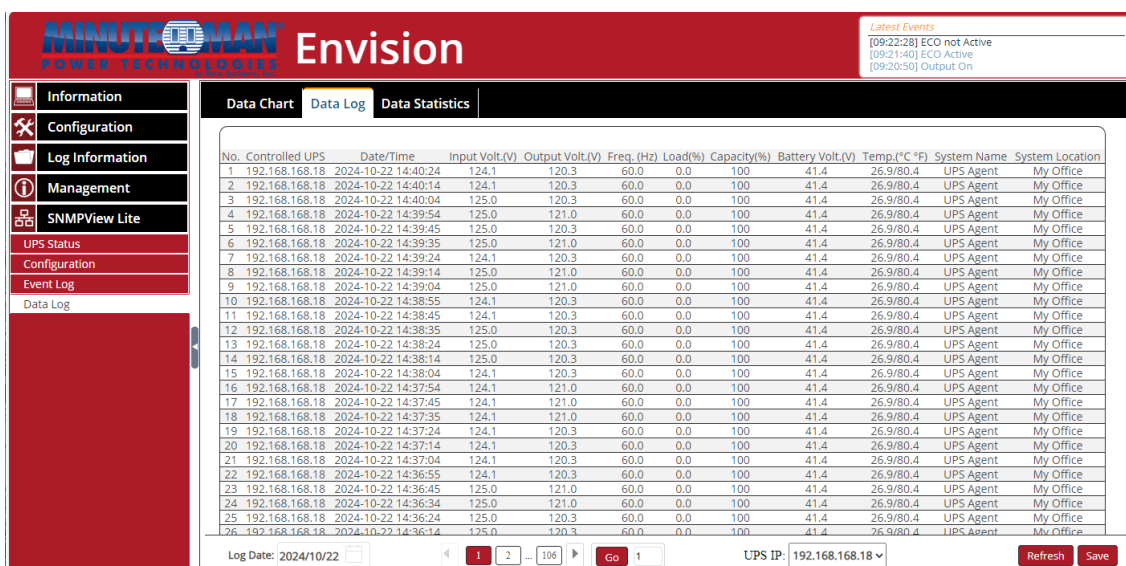 MINUTEMAN
POWER TECHNOLOGIES
Envision
Latest Events
[09:22:28] ECO not Active
[09:21:40] ECO Active
[09:20:50] Output On
Information
Configuration
Log Information
Management
SNMPView Lite
UPS Status
Configuration
Event Log
Data Log
Data Chart Data Log Data Statistics
No. Controlled UPS Date/Time Input Volt.(V) Output Volt.(V) Freq. (Hz) Load(%) Capacity(%) Battery Volt.(V) Temp.(°C °F) System Name System Location
1 192.168.168.18 2024-10-22 14:40:24 124.1 120.3 60.0 0.0 100 41.4 26.9/80.4 UPS Agent My Office
2 192.168.168.18 2024-10-22 14:40:14 124.1 120.3 60.0 0.0 100 41.4 26.9/80.4 UPS Agent My Office
3 192.168.168.18 2024-10-22 14:40:04 125.0 120.3 60.0 0.0 100 41.4 26.9/80.4 UPS Agent My Office
4 192.168.168.18 2024-10-22 14:39:54 125.0 121.0 60.0 0.0 100 41.4 26.9/80.4 UPS Agent My Office
5 192.168.168.18 2024-10-22 14:39:45 125.0 120.3 60.0 0.0 100 41.4 26.9/80.4 UPS Agent My Office
6 192.168.168.18 2024-10-22 14:39:35 125.0 121.0 60.0 0.0 100 41.4 26.9/80.4 UPS Agent My Office
7 192.168.168.18 2024-10-22 14:39:24 124.1 120.3 60.0 0.0 100 41.4 26.9/80.4 UPS Agent My Office
8 192.168.168.18 2024-10-22 14:39:14 125.0 121.0 60.0 0.0 100 41.4 26.9/80.4 UPS Agent My Office
9 192.168.168.18 2024-10-22 14:39:04 125.0 121.0 60.0 0.0 100 41.4 26.9/80.4 UPS Agent My Office
10 192.168.168.18 2024-10-22 14:38:55 124.1 120.3 60.0 0.0 100 41.4 26.9/80.4 UPS Agent My Office
11 192.168.168.18 2024-10-22 14:38:45 124.1 120.3 60.0 0.0 100 41.4 26.9/80.4 UPS Agent My Office
12 192.168.168.18 2024-10-22 14:38:35 125.0 120.3 60.0 0.0 100 41.4 26.9/80.4 UPS Agent My Office
13 192.168.168.18 2024-10-22 14:38:24 125.0 120.3 60.0 0.0 100 41.4 26.9/80.4 UPS Agent My Office
14 192.168.168.18 2024-10-22 14:38:14 125.0 120.3 60.0 0.0 100 41.4 26.9/80.4 UPS Agent My Office
15 192.168.168.18 2024-10-22 14:38:04 125.0 120.3 60.0 0.0 100 41.4 26.9/80.4 UPS Agent My Office
16 192.168.168.18 2024-10-22 14:37:54 124.1 121.0 60.0 0.0 100 41.4 26.9/80.4 UPS Agent My Office
17 192.168.168.18 2024-10-22 14:37:45 124.1 121.0 60.0 0.0 100 41.4 26.9/80.4 UPS Agent My Office
18 192.168.168.18 2024-10-22 14:37:35 124.1 121.0 60.0 0.0 100 41.4 26.9/80.4 UPS Agent My Office
19 192.168.168.18 2024-10-22 14:37:24 124.1 120.3 60.0 0.0 100 41.4 26.9/80.4 UPS Agent My Office
20 192.168.168.18 2024-10-22 14:37:14 124.1 120.3 60.0 0.0 100 41.4 26.9/80.4 UPS Agent My Office
21 192.168.168.18 2024-10-22 14:37:04 124.1 120.3 60.0 0.0 100 41.4 26.9/80.4 UPS Agent My Office
22 192.168.168.18 2024-10-22 14:36:55 124.1 120.3 60.0 0.0 100 41.4 26.9/80.4 UPS Agent My Office
23 192.168.168.18 2024-10-22 14:36:45 125.0 121.0 60.0 0.0 100 41.4 26.9/80.4 UPS Agent My Office
24 192.168.168.18 2024-10-22 14:36:34 125.0 121.0 60.0 0.0 100 41.4 26.9/80.4 UPS Agent My Office
25 192.168.168.18 2024-10-22 14:36:24 125.0 120.3 60.0 0.0 100 41.4 26.9/80.4 UPS Agent My Office
26 192.168.168.18 2024-10-22 14:36:14 125.0 120.3 60.0 0.0 100 41.4 26.9/80.4 UPS Agent My Office
Log Date: 2024/10/22 1 2 ... 106 Go 1 UPS IP: 192.168.168.18 Refresh Save